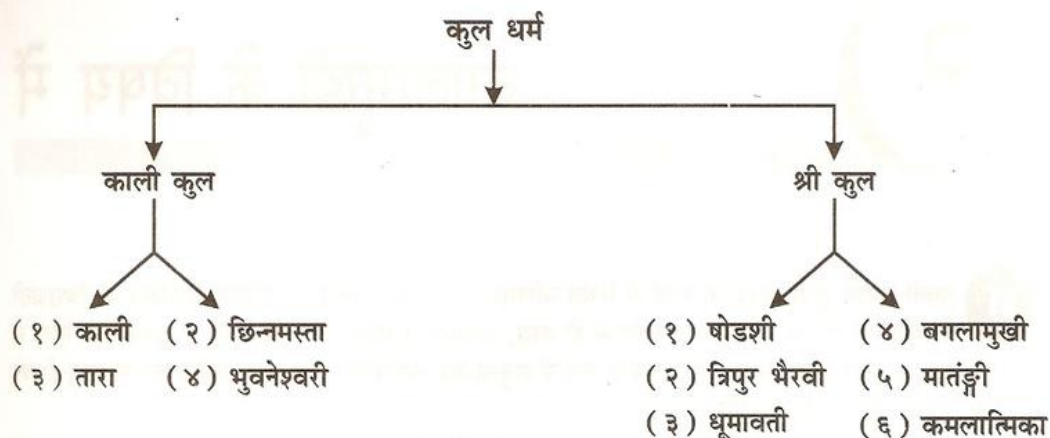 कुल धर्म
काली कुल
श्री कुल
(१) काली (२) छिन्नमस्ता
(३) तारा (४) भुवनेश्वरी
(१) षोडशी (४) बगलामुखी
(२) त्रिपुर भैरवी (५) मातंङ्गी
(३) धूमावती (६) कमलात्मिका